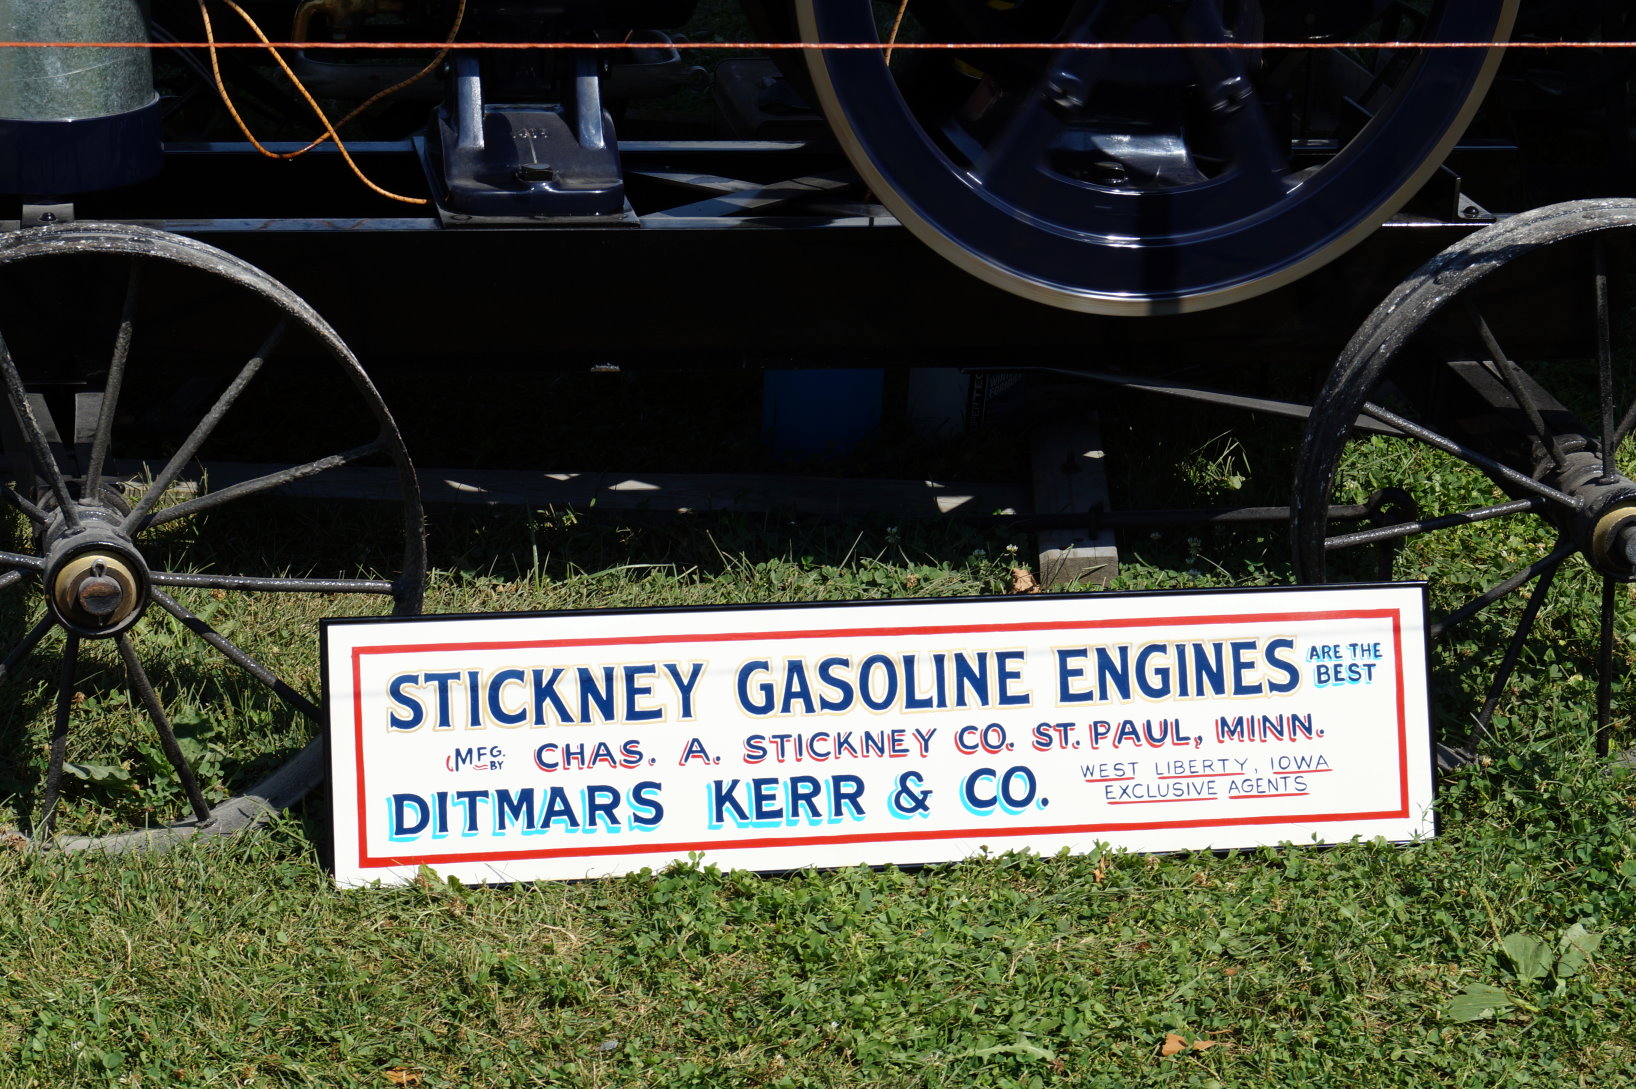 STICKNEY GASOLINE ENGINES ARE THE BEST
MFG. BY CHAS. A. STICKNEY CO. ST. PAUL, MINN.
DITMARS KERR & CO.
WEST LIBERTY, IOWA
EXCLUSIVE AGENTS